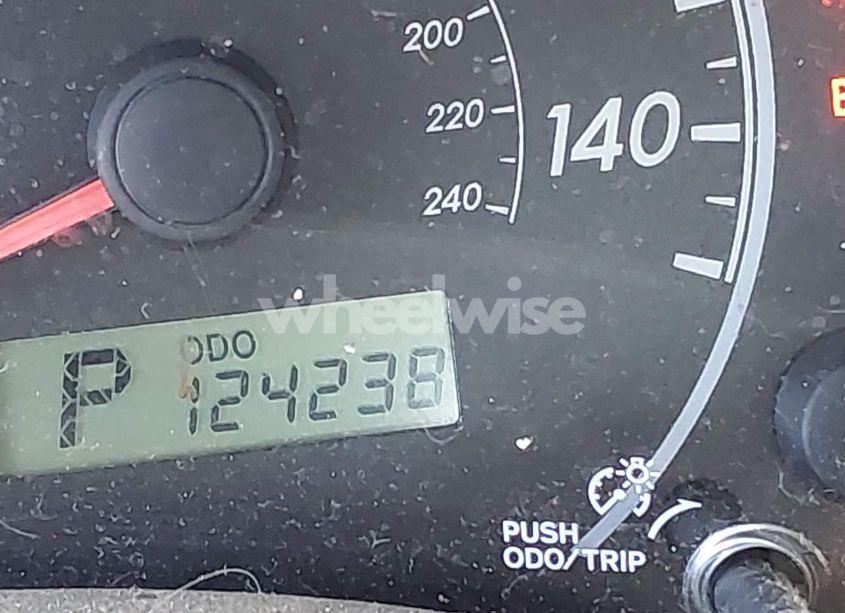 200
220
140
240
wheelwise
ODO
P 124238
PUSH
ODO/TRIP